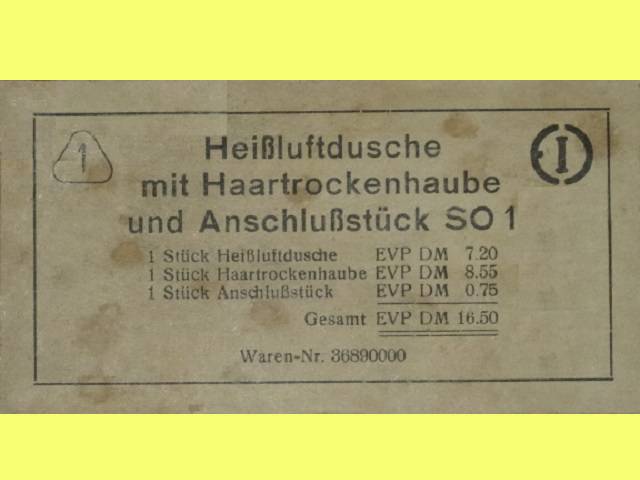 1
Heißluftdusche
mit Haartrockenhaube
und Anschlußstück SO 1
1 Stück Heißluftdusche EVP DM 7.20
1 Stück Haartrockenhaube EVP DM 8.55
1 Stück Anschlußstück EVP DM 0.75
Gesamt EVP DM 16.50
Waren-Nr. 36890000